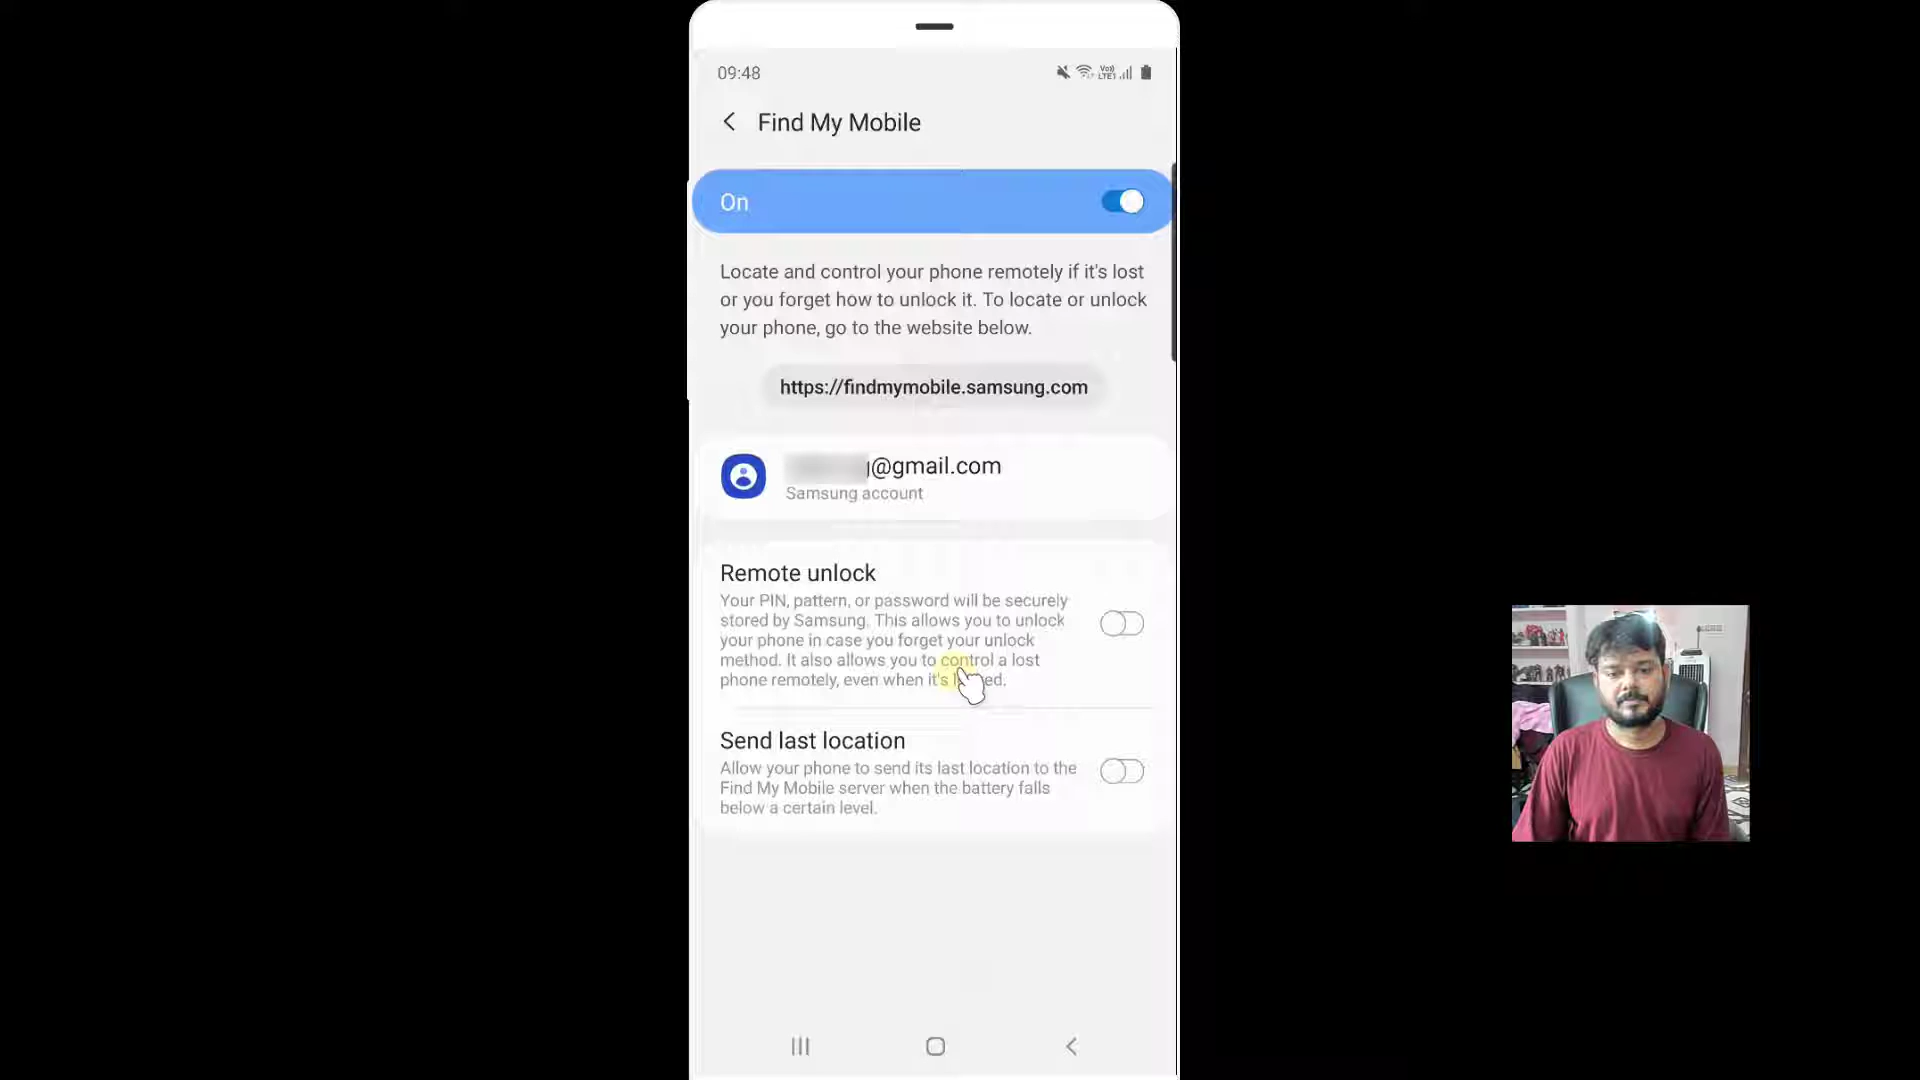 09:48
Find My Mobile
On
Locate and control your phone remotely if it's lost
or you forget how to unlock it. To locate or unlock
your phone, go to the website below.
https://findmymobile.samsung.com
@gmail.com
Samsung account
Remote unlock
Your PIN, pattern, or password will be securely
stored by Samsung. This allows you to unlock
your phone in case you forget your unlock
method. It also allows you to control a lost
phone remotely, even when it's
Send last location
Allow your phone to send its last location to the
Find My Mobile server when the battery falls
below a certain level.